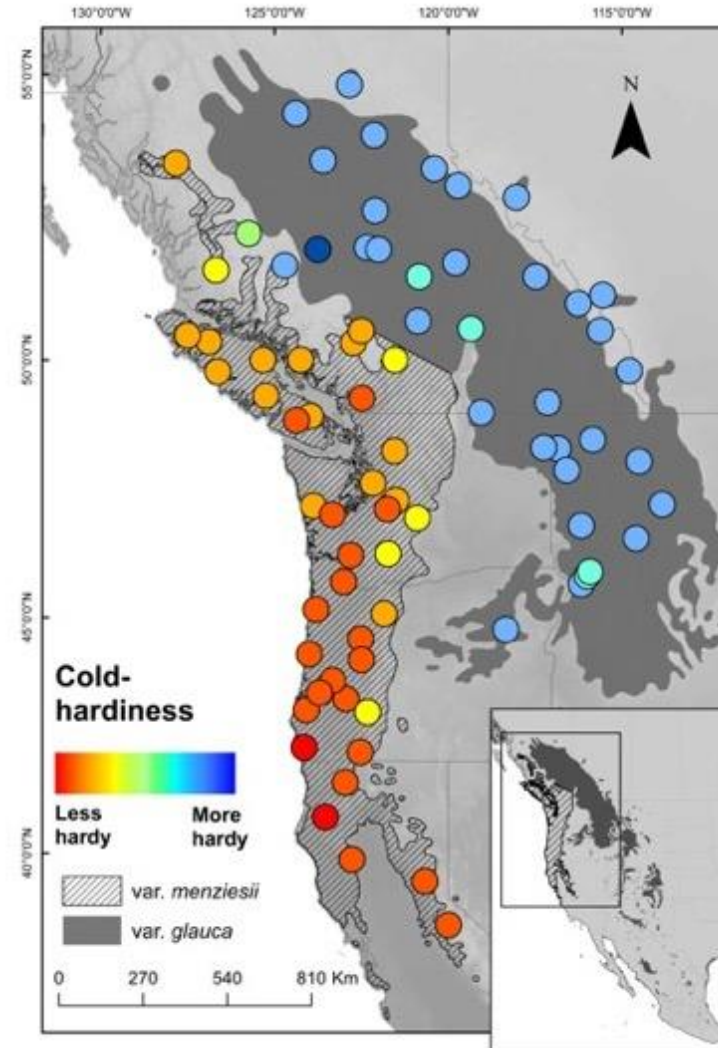 130°0'0"W 125°0'0"W 120°0'0"W 115°0'0"W
55°0'0"N
N
50°0'0"N
45°0'0"N
40°0'0"N
Cold-
hardiness
Less
hardy
More
hardy
var. menziesii
var. glauca
0 270 540 810 Km